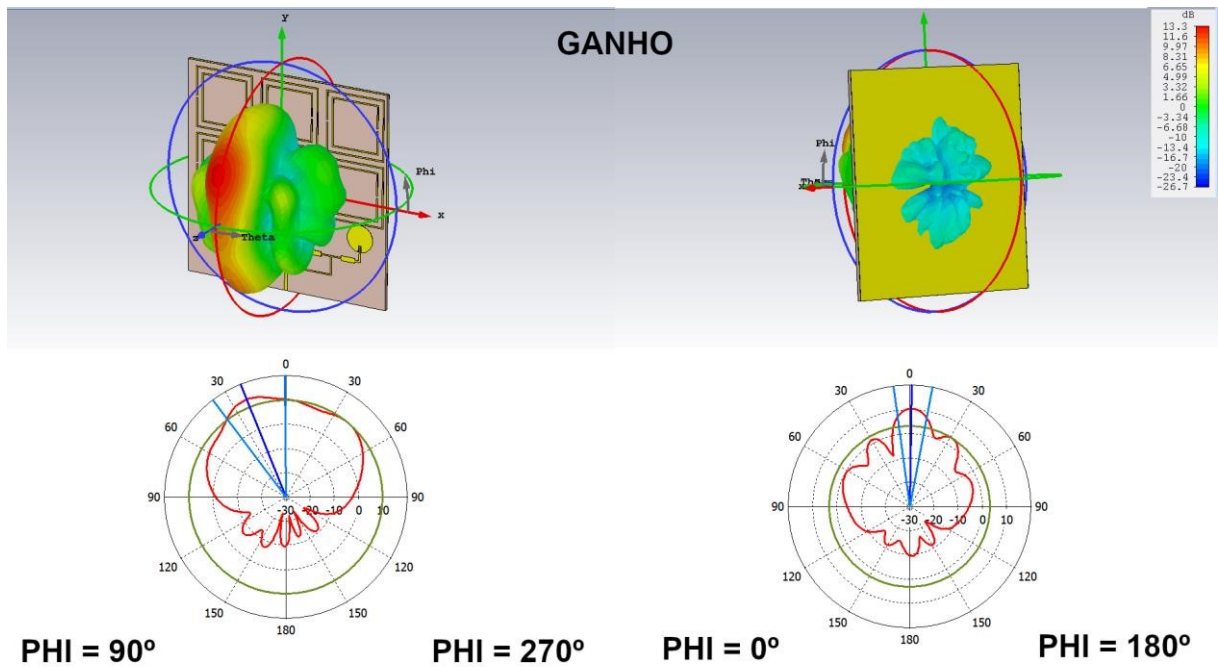 GANHO
Y
Phi
x
z
Theta
Phi
x
dB
13.3
11.6
9.97
8.31
6.65
4.99
3.32
1.66
0
-3.34
-6.68
-10
-13.4
-16.7
-20
-23.4
-26.7
0
30 30
60 60
90 -30 -20 -10 0 10 90
120 120
150 150
180
0
30 30
60 60
90 -30 -20 -10 0 10 90
120 120
150 150
180
PHI = 90º PHI = 270º PHI = 0º PHI = 180º